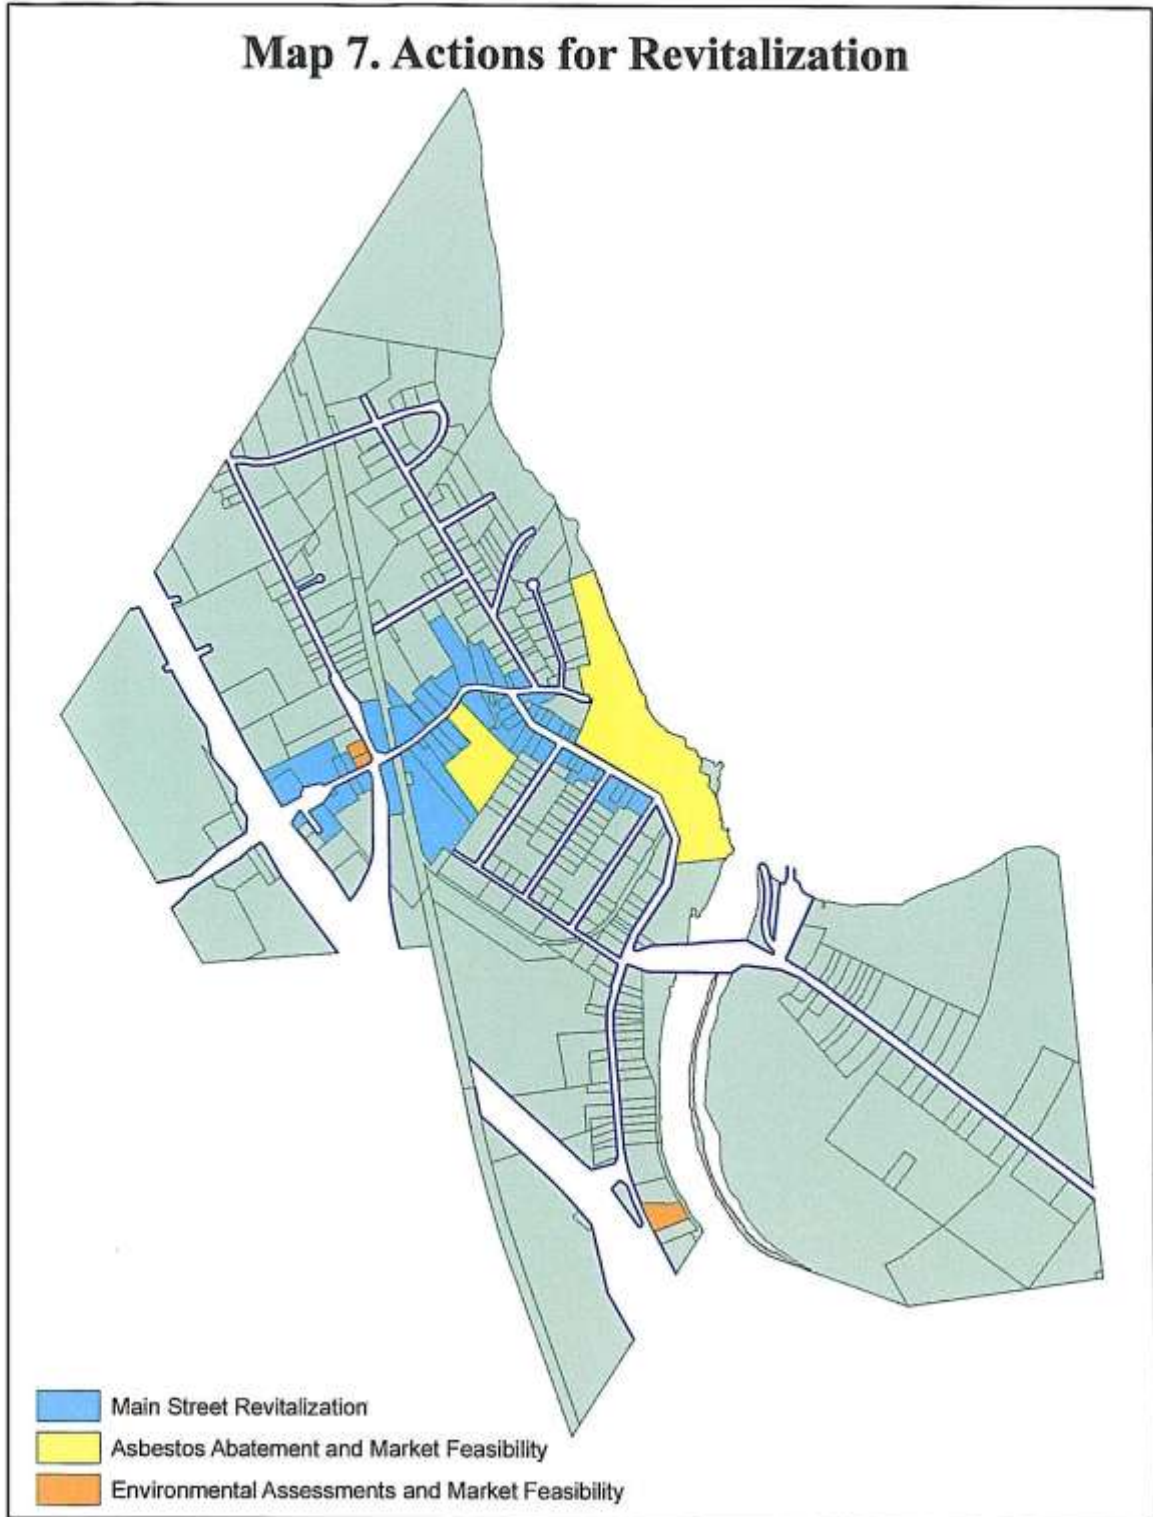 Map 7. Actions for Revitalization
Main Street Revitalization
Asbestos Abatement and Market Feasibility
Environmental Assessments and Market Feasibility